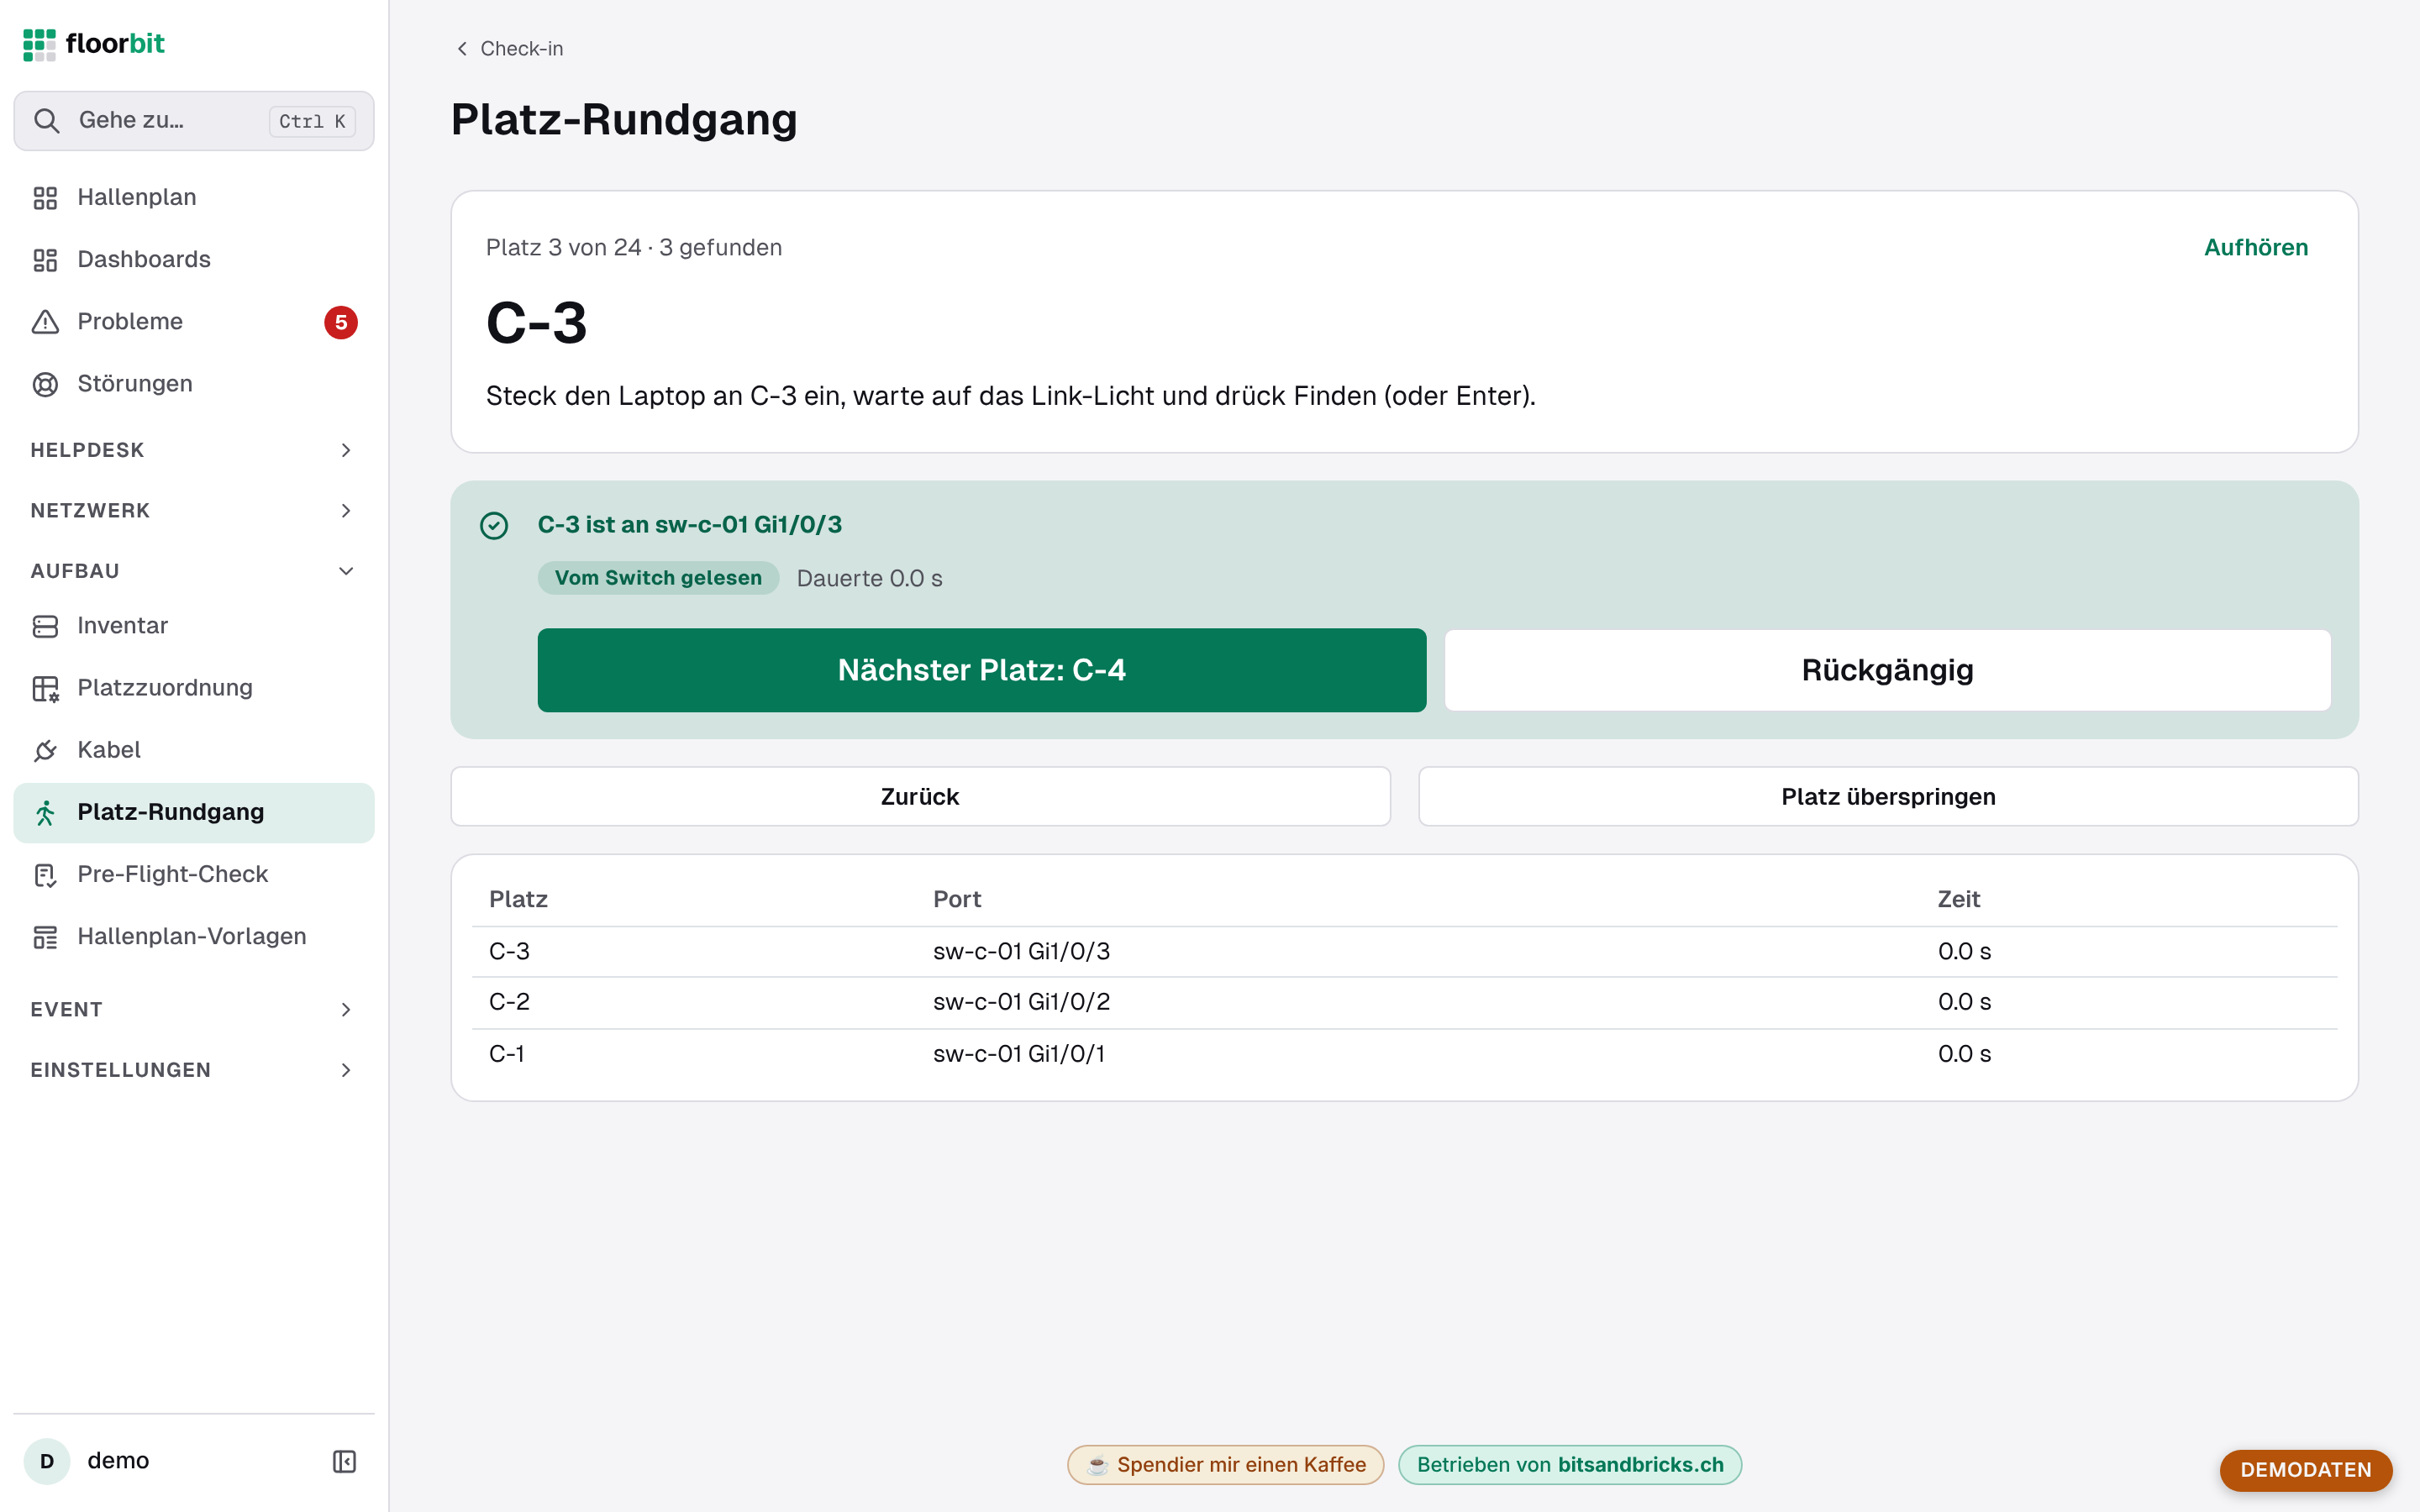 floorbit
Gehe zu... Ctrl K
Hallenplan
Dashboards
Probleme 5
Störungen
HELPDESK
NETZWERK
AUFBAU
Inventar
Platzzuordnung
Kabel
Platz-Rundgang
Pre-Flight-Check
Hallenplan-Vorlagen
EVENT
EINSTELLUNGEN
D demo
Check-in
Platz-Rundgang
Platz 3 von 24 · 3 gefunden Aufhören
C-3
Steck den Laptop an C-3 ein, warte auf das Link-Licht und drück Finden (oder Enter).
C-3 ist an sw-c-01 Gi1/0/3
Vom Switch gelesen Dauerte 0.0 s
Nächster Platz: C-4 Rückgängig
Zurück Platz überspringen
Platz Port Zeit
C-3 sw-c-01 Gi1/0/3 0.0 s
C-2 sw-c-01 Gi1/0/2 0.0 s
C-1 sw-c-01 Gi1/0/1 0.0 s
Spendier mir einen Kaffee Betrieben von bitsandbricks.ch
DEMODATEN